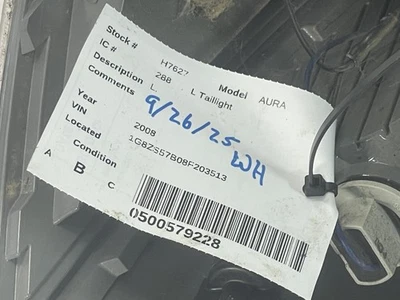 Stock # H7627 Model AURA
IC # 288
Description L. L Taillight
Comments 9/26/25 WH
Year 2008
VIN 1G8ZS57B08F203513
Located
Condition
A B C
0500579228